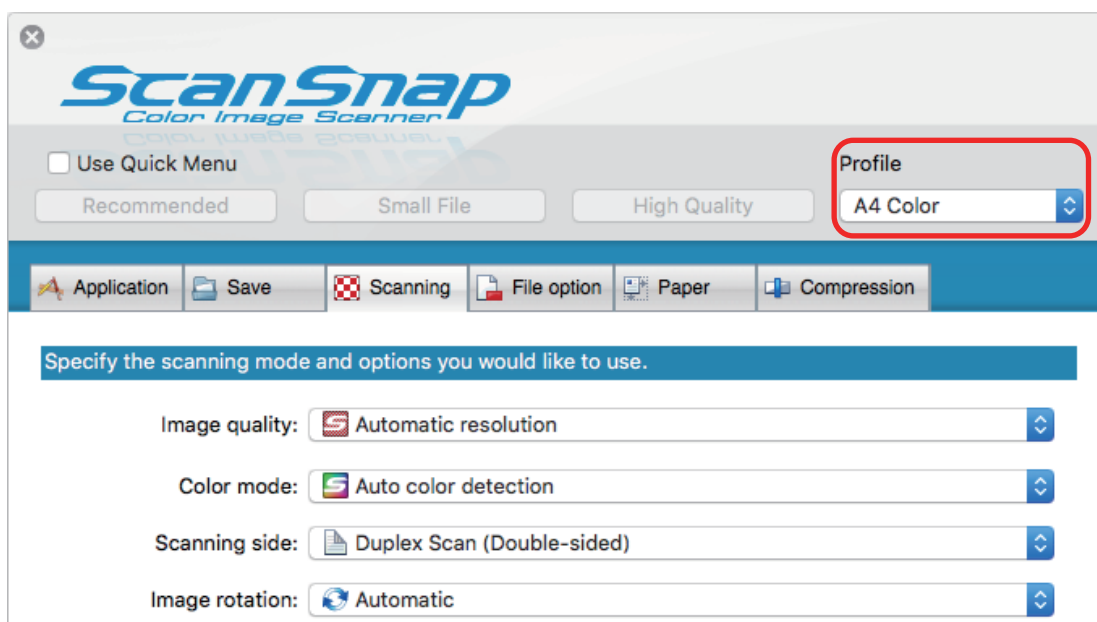 ScanSnap
Color Image Scanner
Use Quick Menu
Profile
Recommended
Small File
High Quality
A4 Color
Application
Save
Scanning
File option
Paper
Compression
Specify the scanning mode and options you would like to use.
Image quality: Automatic resolution
Color mode: Auto color detection
Scanning side: Duplex Scan (Double-sided)
Image rotation: Automatic